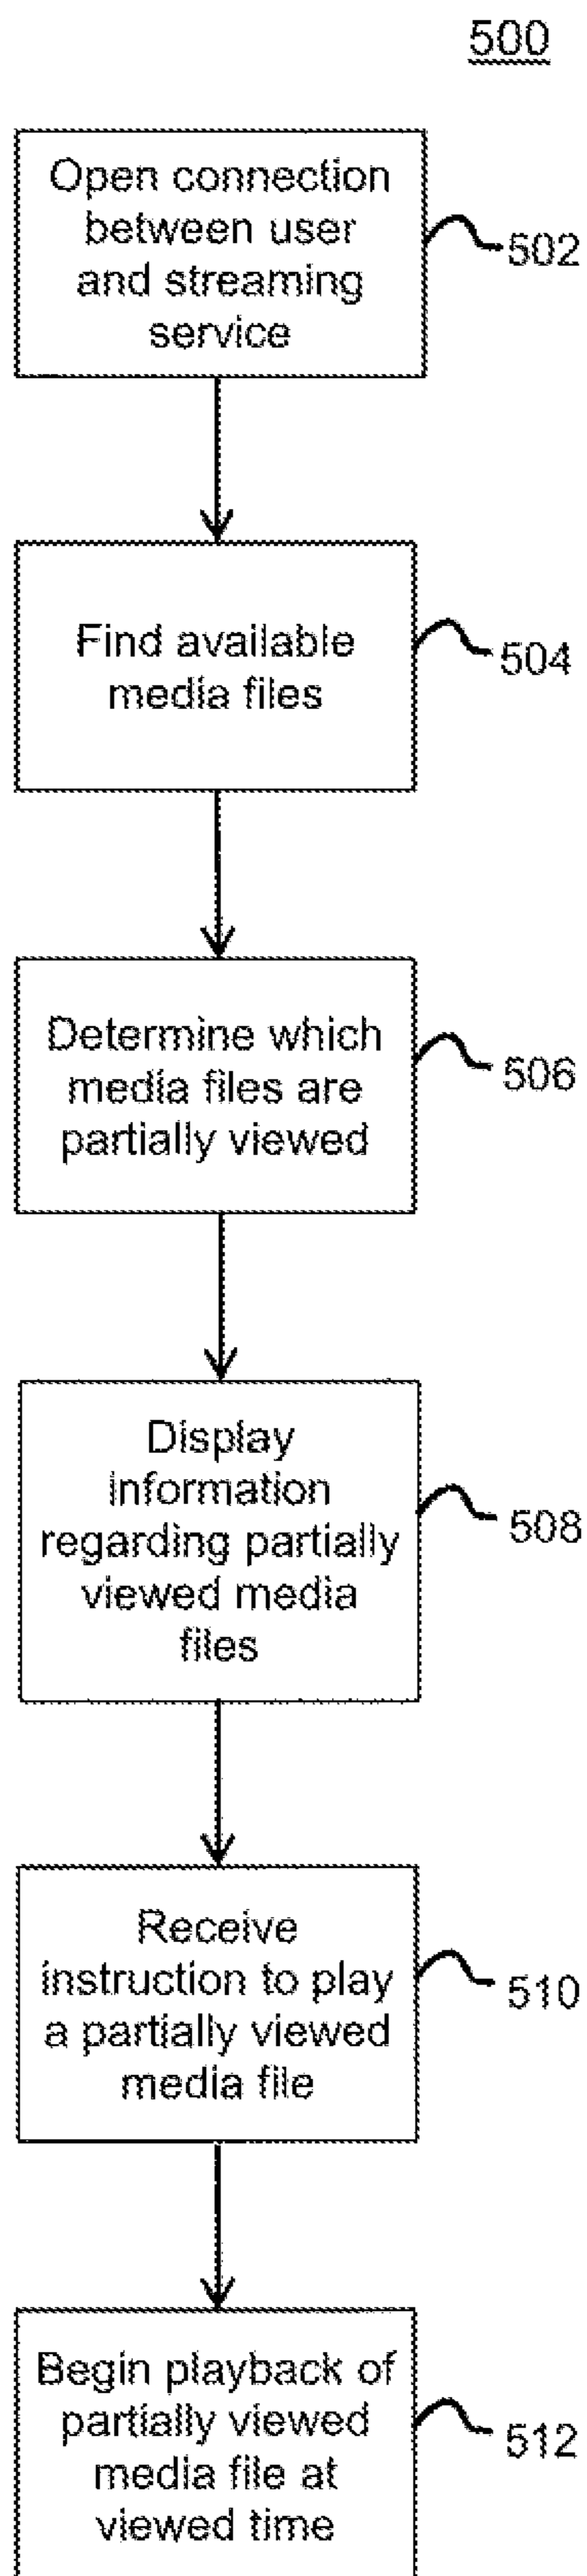 500
Open connection
between user
and streaming
service
502
Find available
media files
504
Determine which
media files are
partially viewed
506
Display
information
regarding partially
viewed media
files
508
Receive
instruction to play
a partially viewed
media file
510
Begin playback of
partially viewed
media file at
viewed time
512